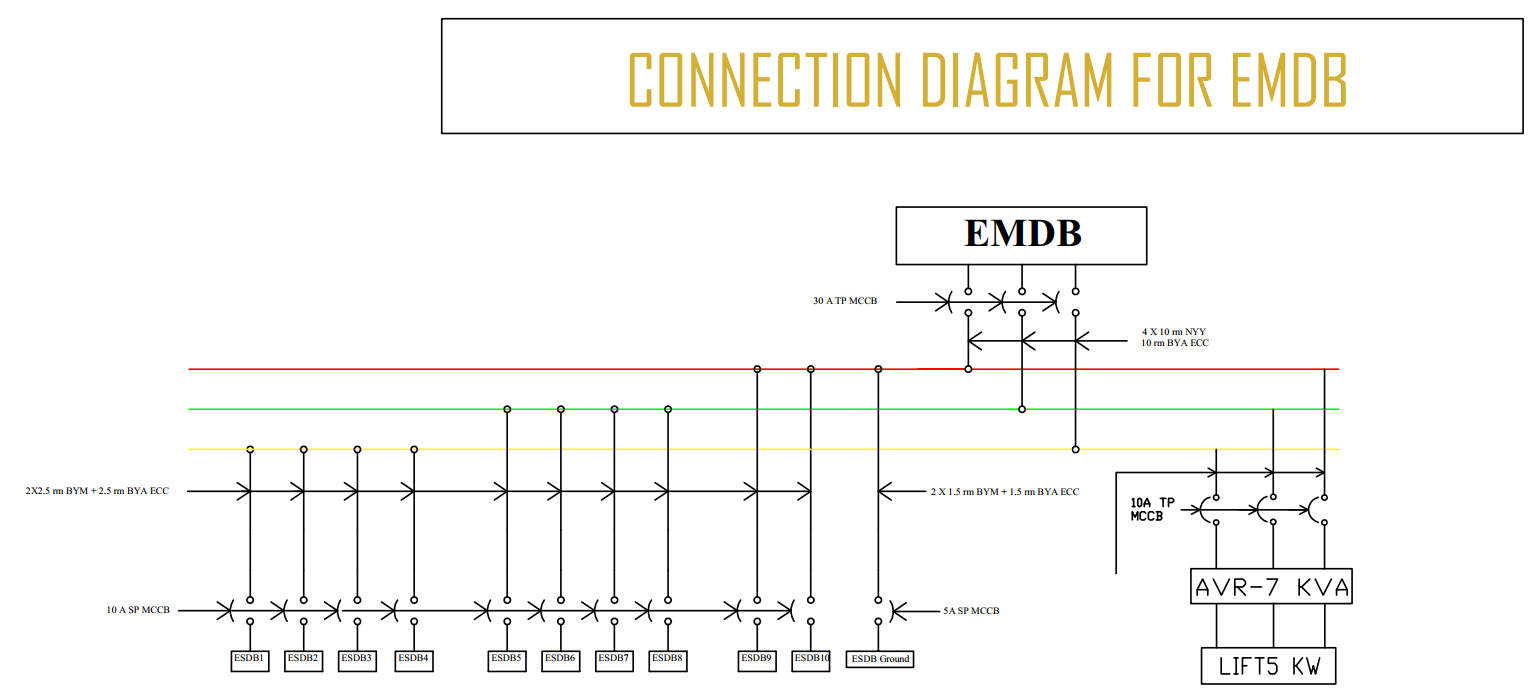 CONNECTION DIAGRAM FOR EMDB
EMDB
30 A TP MCCB
4 X 10 rm NYY
10 rm BYA ECC
2X2.5 rm BYM + 2.5 rm BYA ECC
2 X 1.5 rm BYM + 1.5 rm BYA ECC
10A TP
MCCB
AVR-7 KVA
10 A SP MCCB
5A SP MCCB
ESDB1 ESDB2 ESDB3 ESDB4 ESDB5 ESDB6 ESDB7 ESDB8 ESDB9 ESDB10 ESDB Ground
LIFT5 KW